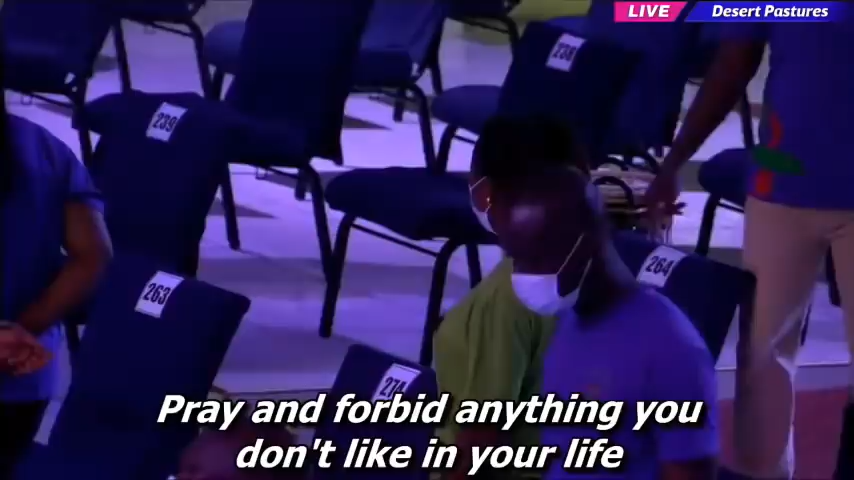 LIVE Desert Pastures
238
239
264
263
274
Pray and forbid anything you
don't like in your life